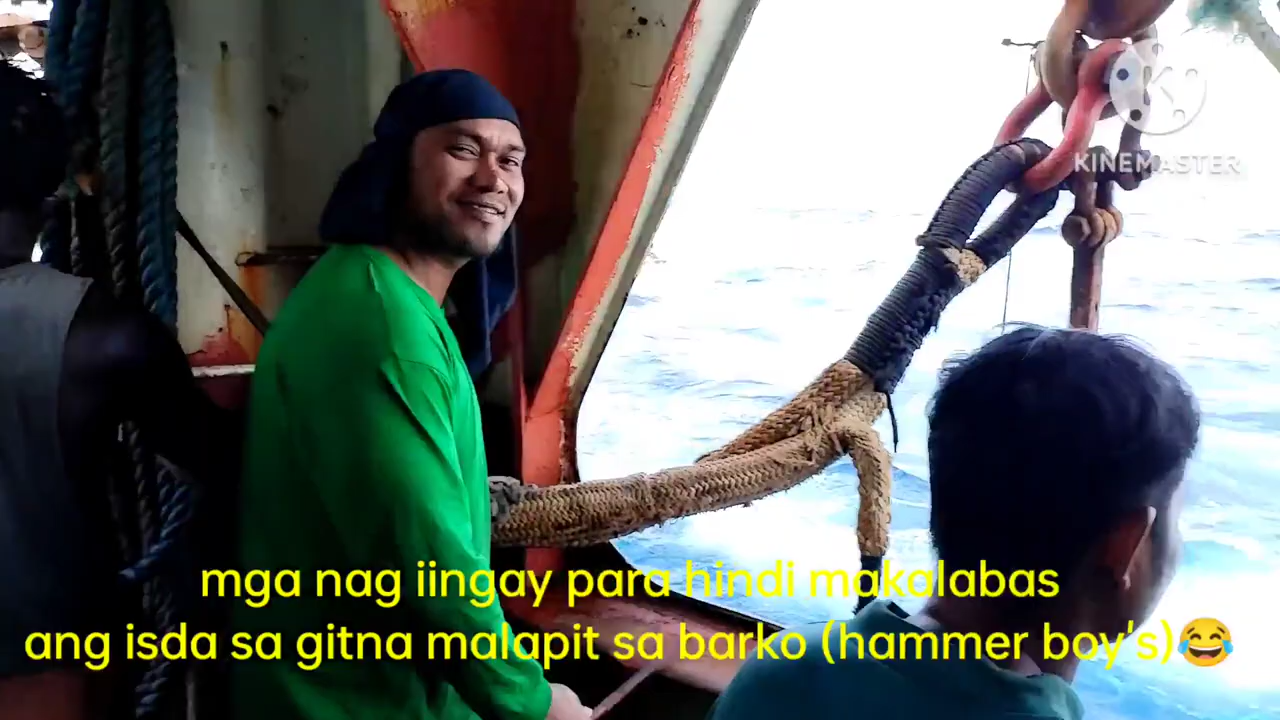 KINEMASTER
mga nag iingay para hindi makalabas
ang isda sa gitna malapit sa barko (hammer boy's)😂